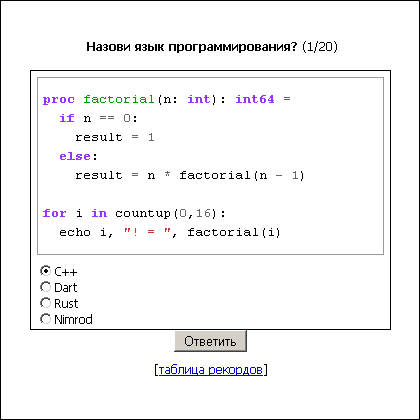 Назови язык программирования? (1/20)
proc factorial(n: int): int64 =
  if n == 0:
    result = 1
  else:
    result = n * factorial(n - 1)
for i in countup(0,16):
  echo i, "! = ", factorial(i)
C++
Dart
Rust
Nimrod
Ответить
[таблица рекордов]